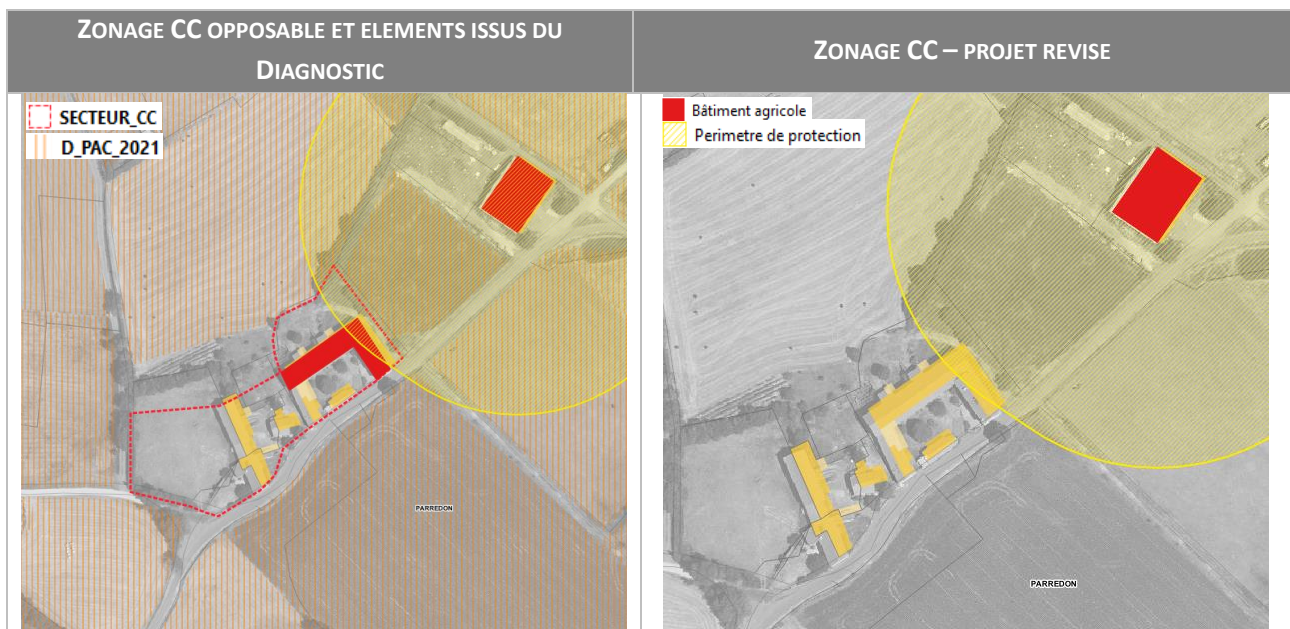 ZONAGE CC OPPOSABLE ET ELEMENTS ISSUS DU
DIAGNOSTIC
ZONAGE CC – PROJET REVISE
SECTEUR_CC
D_PAC_2021
Bâtiment agricole
Perimetre de protection
PARREDON
PARREDON